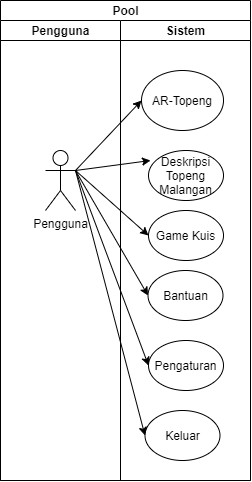 Pool
Pengguna
Sistem
AR-Topeng
Deskripsi
Topeng
Malangan
Pengguna
Game Kuis
Bantuan
Pengaturan
Keluar